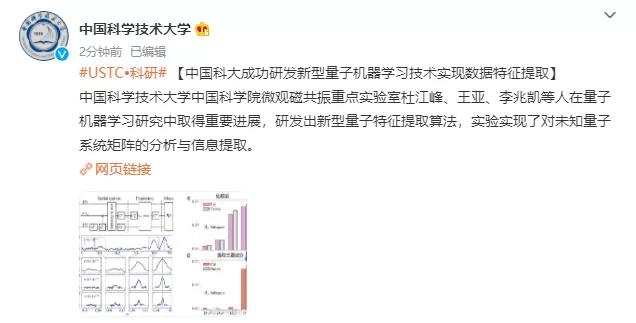 中国科学技术大学
2分钟前 已编辑
#USTC•科研# 【中国科大成功研发新型量子机器学习技术实现数据特征提取】
中国科学技术大学中国科学院微观磁共振重点实验室杜江峰、王亚、李兆凯等人在量子
机器学习研究中取得重要进展，研发出新型量子特征提取算法，实验实现了对未知量子
系统矩阵的分析与信息提取。
网页链接